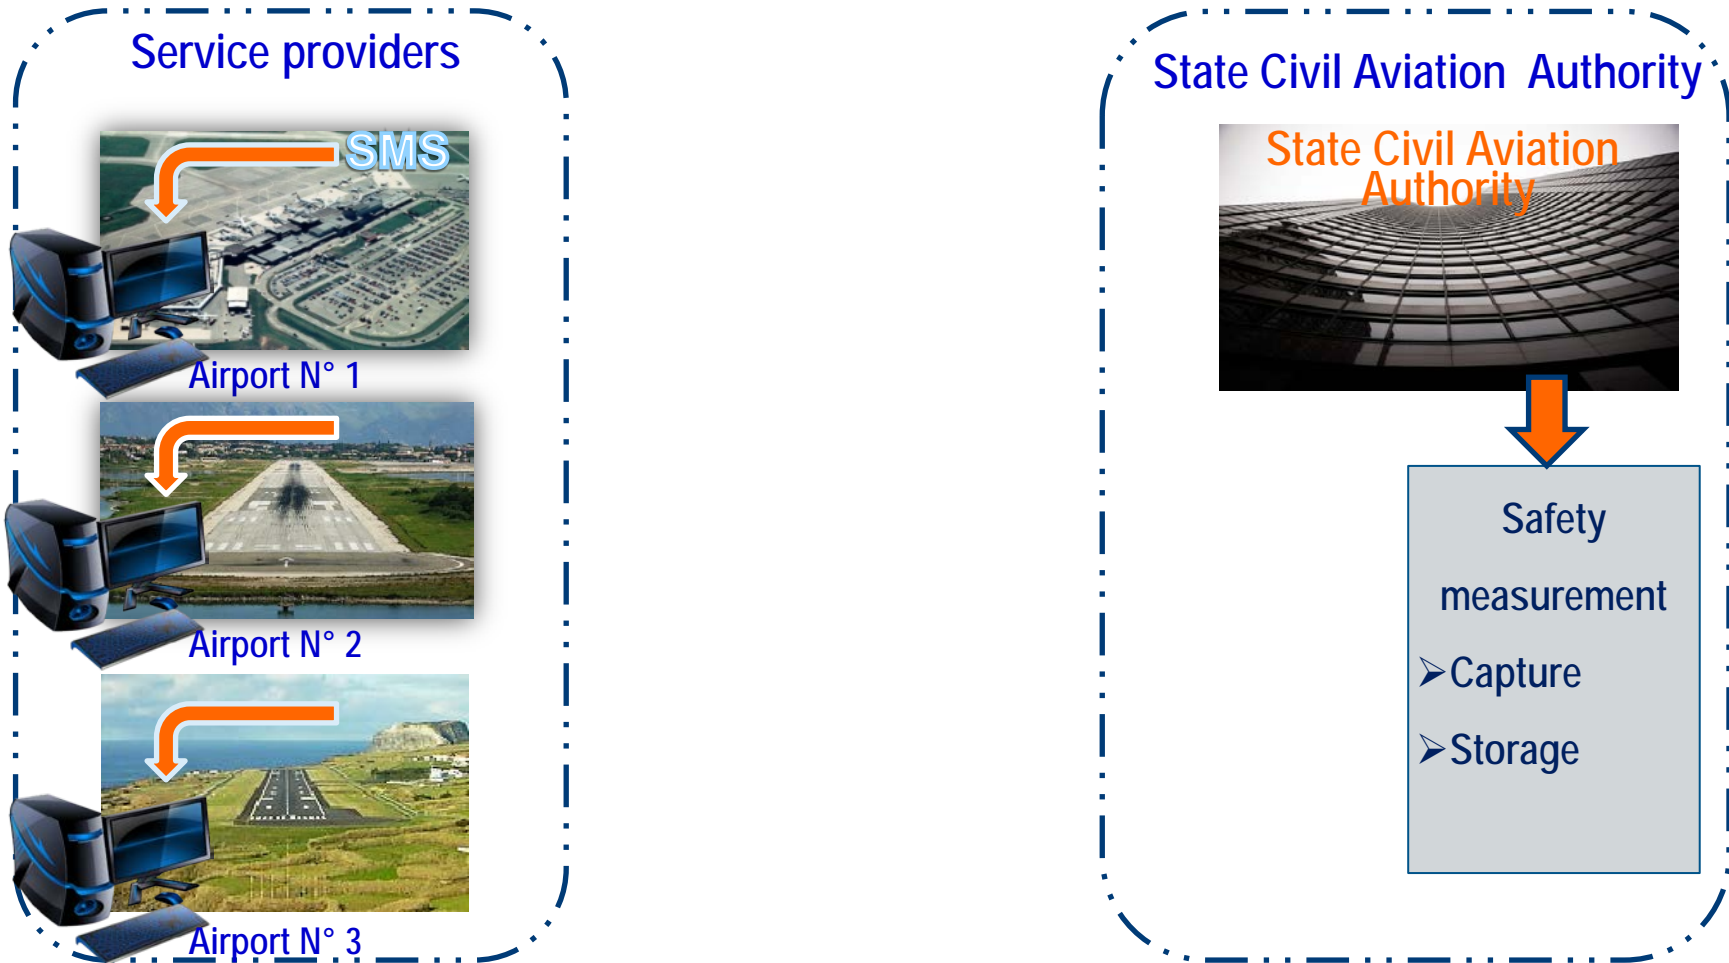 Service providers
SMS
Airport N° 1
Airport N° 2
Airport N° 3
State Civil Aviation Authority
State Civil Aviation
Authority
Safety
measurement
➢Capture
➢Storage